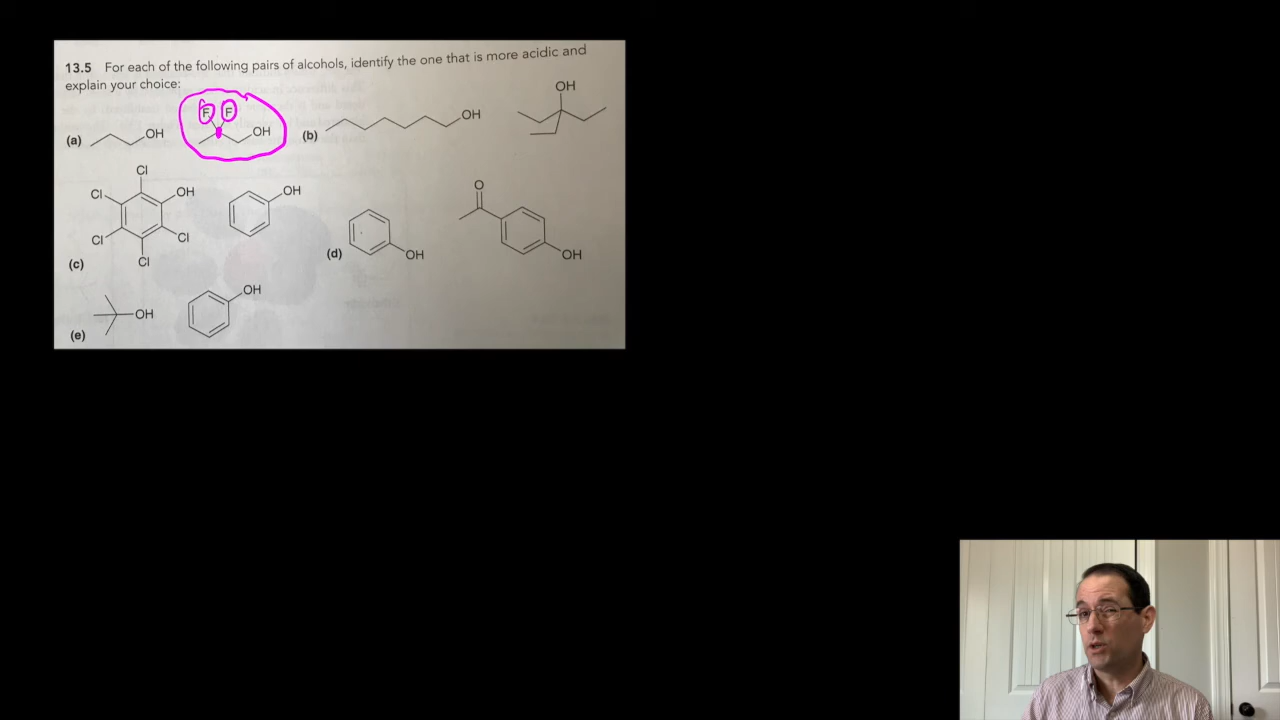 13.5 For each of the following pairs of alcohols, identify the one that is more acidic and
explain your choice:
(a) OH F F OH (b) OH OH
(c) Cl Cl Cl Cl Cl OH OH (d) OH O OH
(e) OH OH